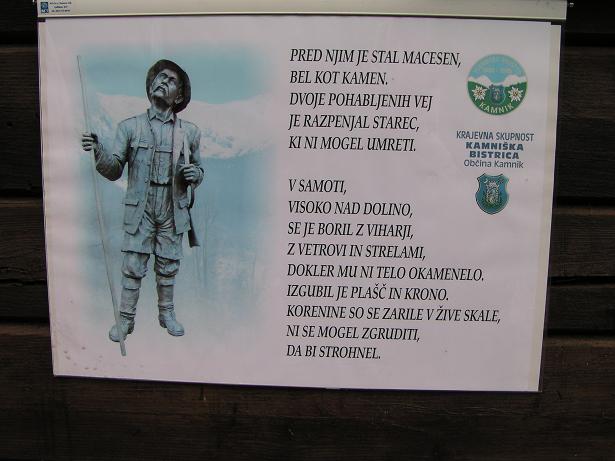 PRED NJIM JE STAL MACESEN,
BEL KOT KAMEN.
DVOJE POHABLJENIH VEJ
JE RAZPENJAL STAREC,
KI NI MOGEL UMRETI.
V SAMOTI,
VISOKO NAD DOLINO,
SE JE BORIL Z VIHARJI,
Z VETROVI IN STRELAMI,
DOKLER MU NI TELO OKAMENELO.
IZGUBIL JE PLAŠČ IN KRONO.
KORENINE SO SE ZARILE V ŽIVE SKALE,
NI SE MOGEL ZGRUDITI,
DA BI STROHNEL.
KAMNIK
KRAJEVNA SKUPNOST
KAMNIŠKA
BISTRICA
Občina Kamnik